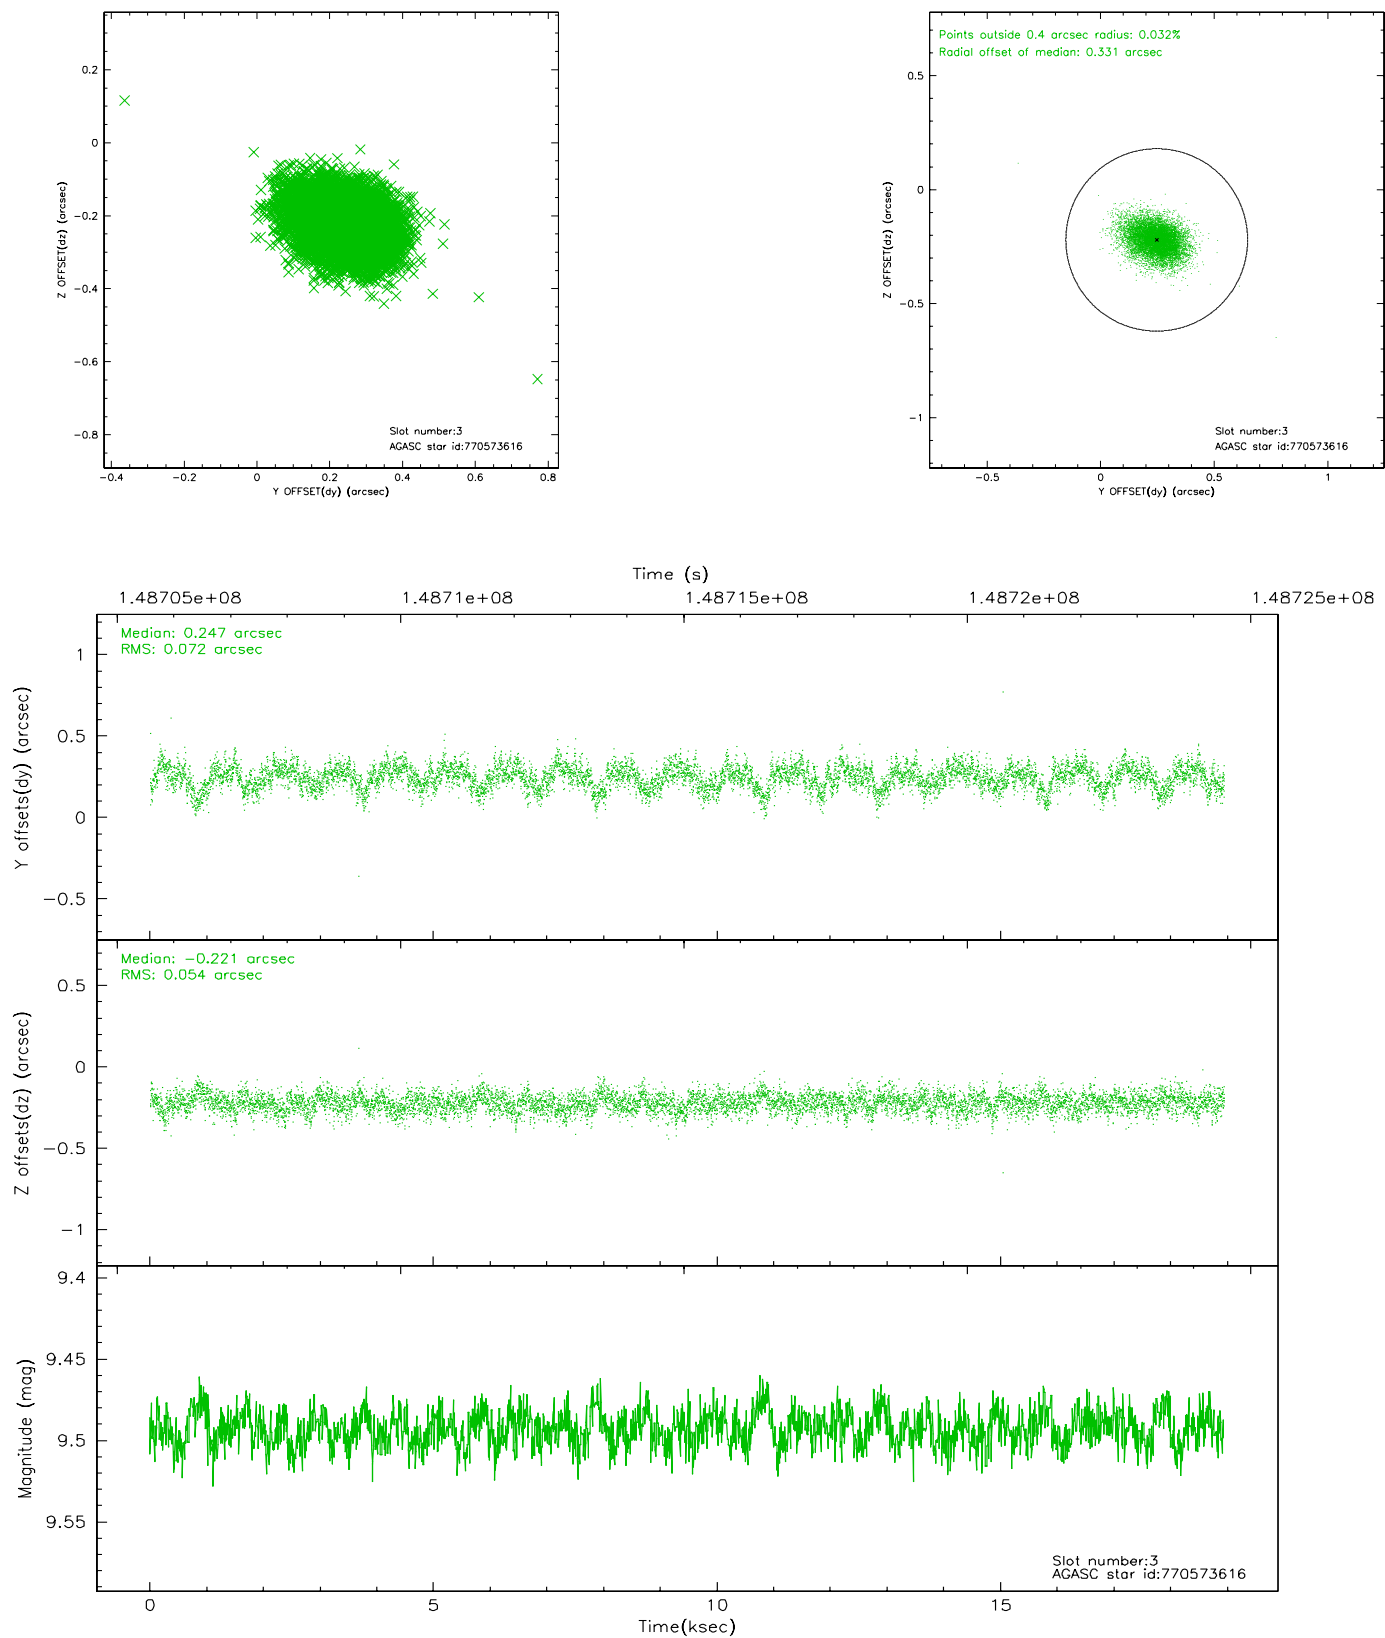 0.2
0
−0.2
−0.4
−0.6
−0.8
Z OFFSET(dz) (arcsec)
Slot number:3
AGASC star id:770573616
−0.4 −0.2 0 0.2 0.4 0.6 0.8
Y OFFSET(dy) (arcsec)
Points outside 0.4 arcsec radius: 0.032%
Radial offset of median: 0.331 arcsec
0.5
0
−0.5
−1
Z OFFSET(dz) (arcsec)
Slot number:3
AGASC star id:770573616
−0.5 0 0.5 1
Y OFFSET(dy) (arcsec)
Time (s)
1.48705e+08 1.4871e+08 1.48715e+08 1.4872e+08 1.48725e+08
Median: 0.247 arcsec
RMS: 0.072 arcsec
1
0.5
0
−0.5
Y offsets(dy) (arcsec)
Median: −0.221 arcsec
RMS: 0.054 arcsec
0.5
0
−0.5
−1
Z offsets(dz) (arcsec)
9.4
9.45
9.5
9.55
Magnitude (mag)
Slot number:3
AGASC star id:770573616
0 5 10 15
Time(ksec)